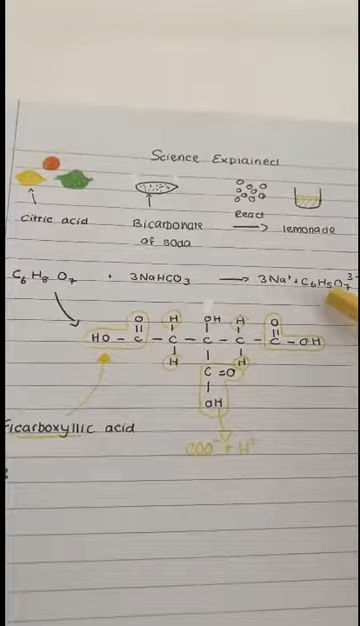 Science Explained
Citric acid
Bicarbonate
of soda
React
lemonade
C6H8O7 · 3NaHCO3 → 3Na+ + C6H5O7 3-
O H OH H O
HO - C - C - C - C - C - OH
H C=O H
OH
Ticarboxyllic acid
COO- + H+